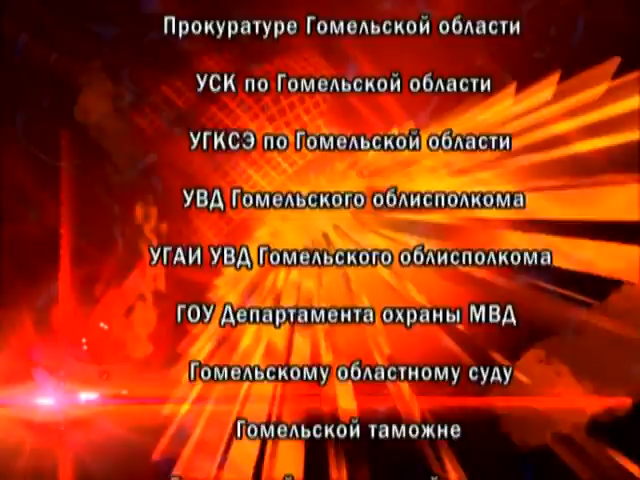 Прокуратуре Гомельской области
УСК по Гомельской области
УГКСЭ по Гомельской области
УВД Гомельского облисполкома
УГАИ УВД Гомельского облисполкома
ГОУ Департамента охраны МВД
Гомельскому областному суду
Гомельской таможне